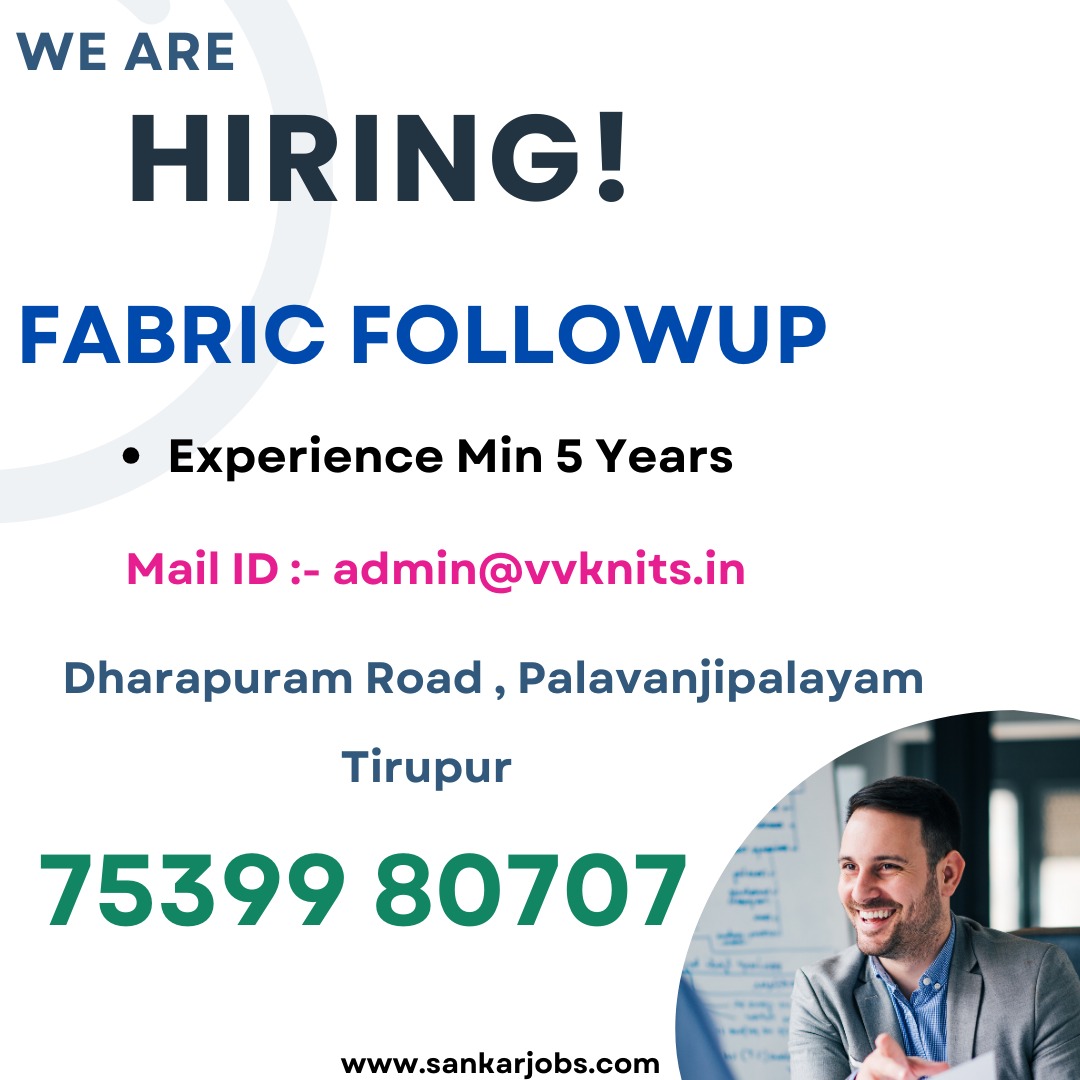 WE ARE
HIRING!
FABRIC FOLLOWUP
• Experience Min 5 Years
Mail ID :- admin@vvknits.in
Dharapuram Road , Palavanjipalayam
Tirupur
75399 80707
www.sankarjobs.com